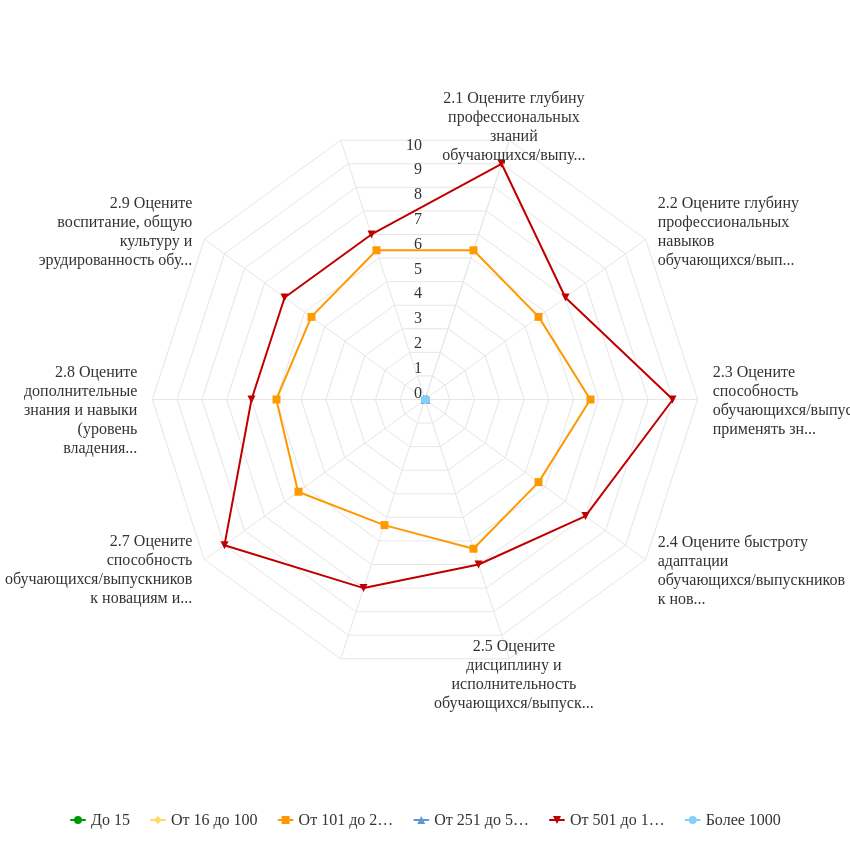 2.1 Оцените глубину
профессиональных
знаний
обучающихся/выпу...
2.2 Оцените глубину
профессиональных
навыков
обучающихся/вып...
2.3 Оцените
способность
обучающихся/выпус
применять зн...
2.4 Оцените быстроту
адаптации
обучающихся/выпускников
к нов...
2.5 Оцените
дисциплину и
исполнительность
обучающихся/выпуск...
2.7 Оцените
способность
обучающихся/выпускников
к новациям и...
2.8 Оцените
дополнительные
знания и навыки
(уровень
владения...
2.9 Оцените
воспитание, общую
культуру и
эрудированность обу...
10
9
8
7
6
5
4
3
2
1
0
До 15
От 16 до 100
От 101 до 2…
От 251 до 5…
От 501 до 1…
Более 1000